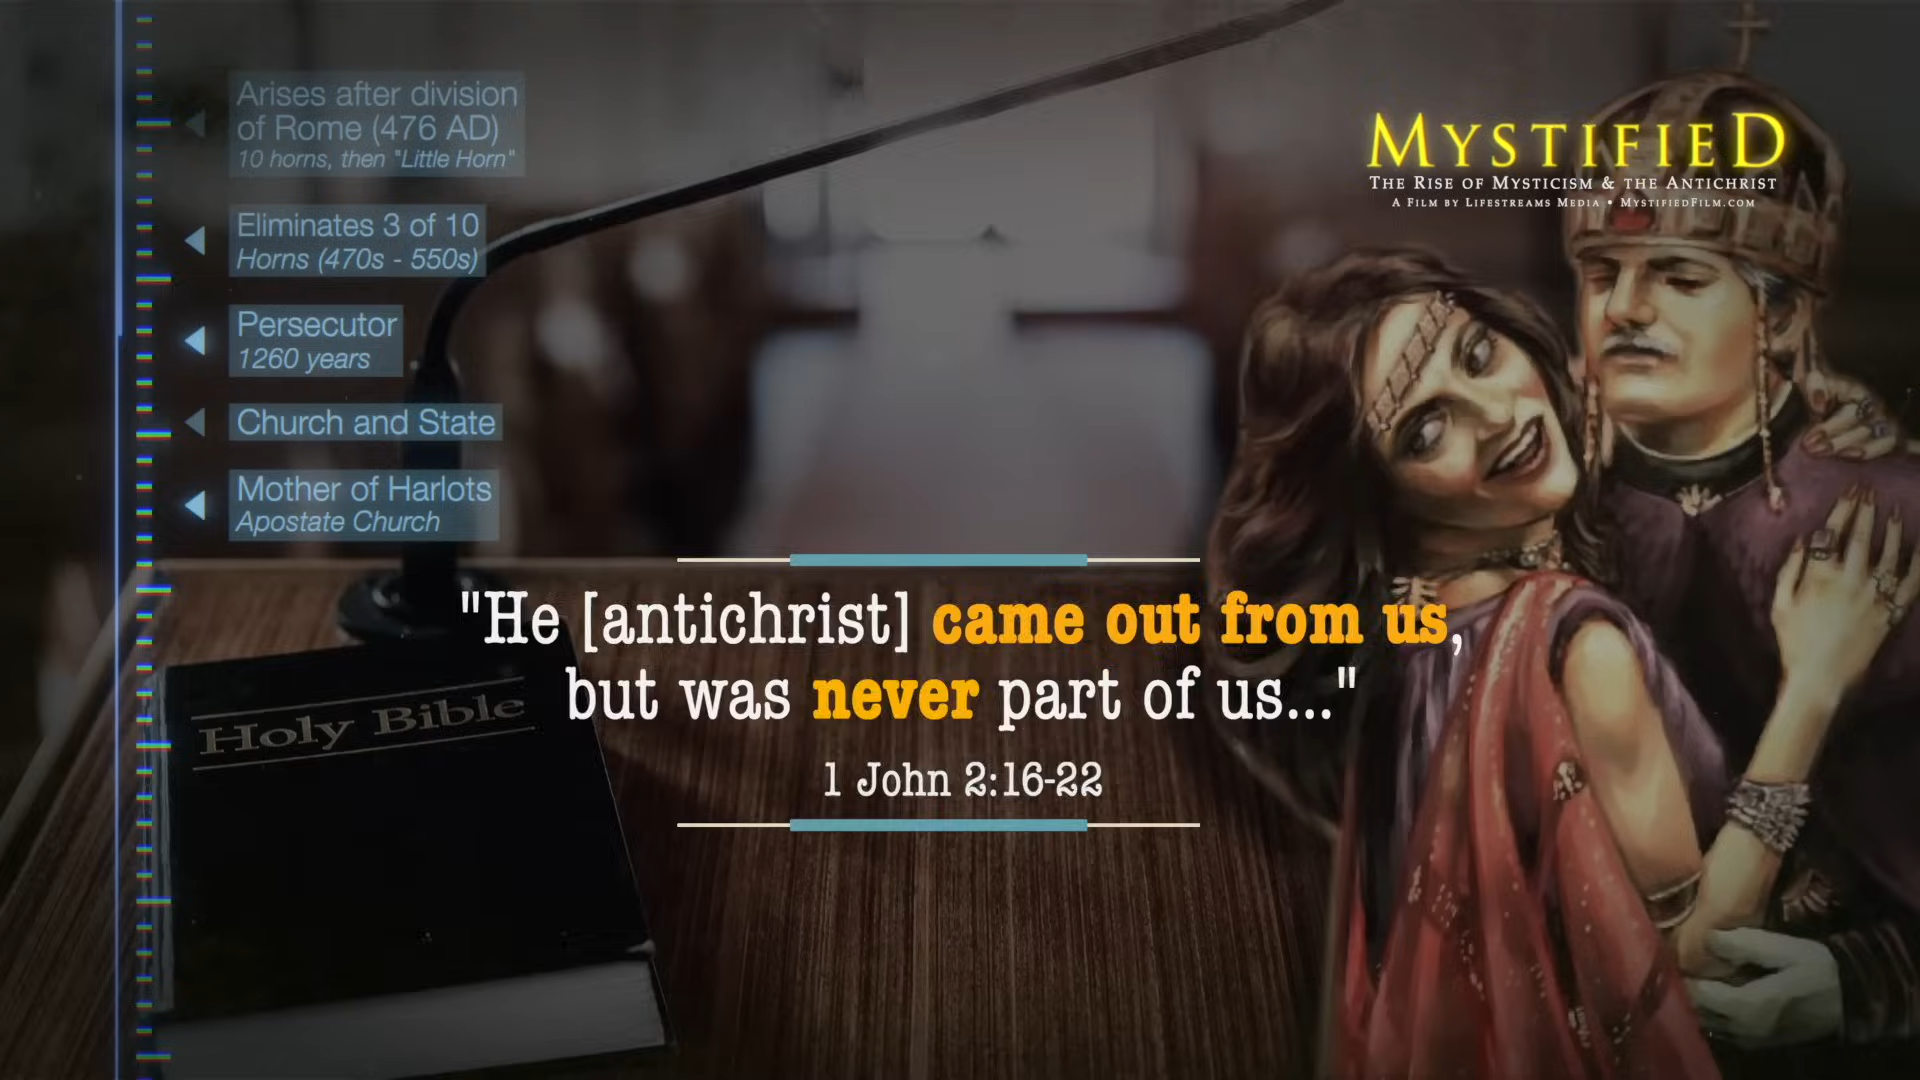 Arises after division
of Rome (476 AD)
10 horns, then "Little Horn"
Eliminates 3 of 10
Horns (470s - 550s)
Persecutor
1260 years
Church and State
Mother of Harlots
Apostate Church
MYSTIFIED
THE RISE OF MYSTICISM & THE ANTICHRIST
A FILM BY LIFESTREAMS MEDIA • MYSTIFIEDFILM.COM
"He [antichrist] came out from us,
but was never part of us..."
1 John 2:16-22
Holy Bible